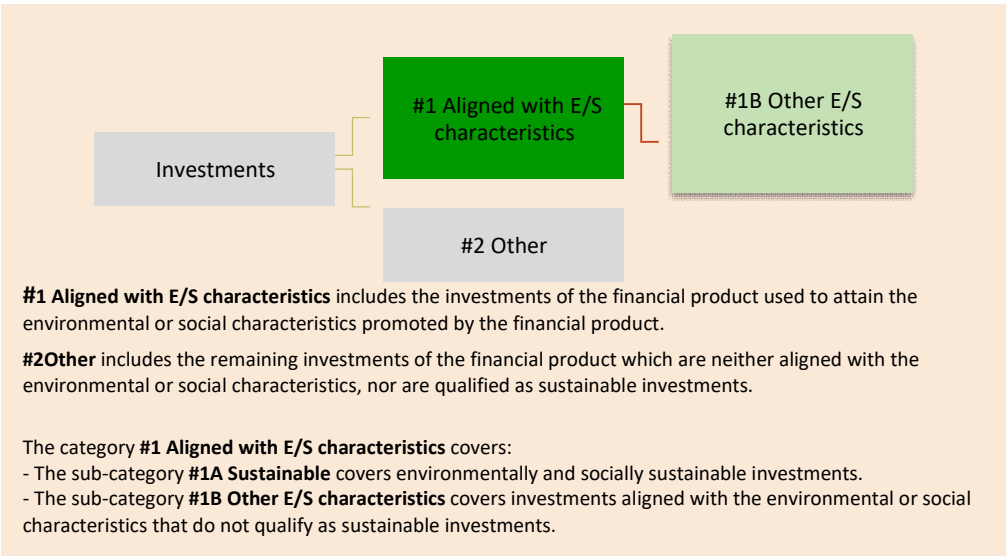 #1 Aligned with E/S
characteristics
#1B Other E/S
characteristics
Investments
#2 Other
#1 Aligned with E/S characteristics includes the investments of the financial product used to attain the
environmental or social characteristics promoted by the financial product.
#2Other includes the remaining investments of the financial product which are neither aligned with the
environmental or social characteristics, nor are qualified as sustainable investments.
The category #1 Aligned with E/S characteristics covers:
- The sub-category #1A Sustainable covers environmentally and socially sustainable investments.
- The sub-category #1B Other E/S characteristics covers investments aligned with the environmental or social
characteristics that do not qualify as sustainable investments.